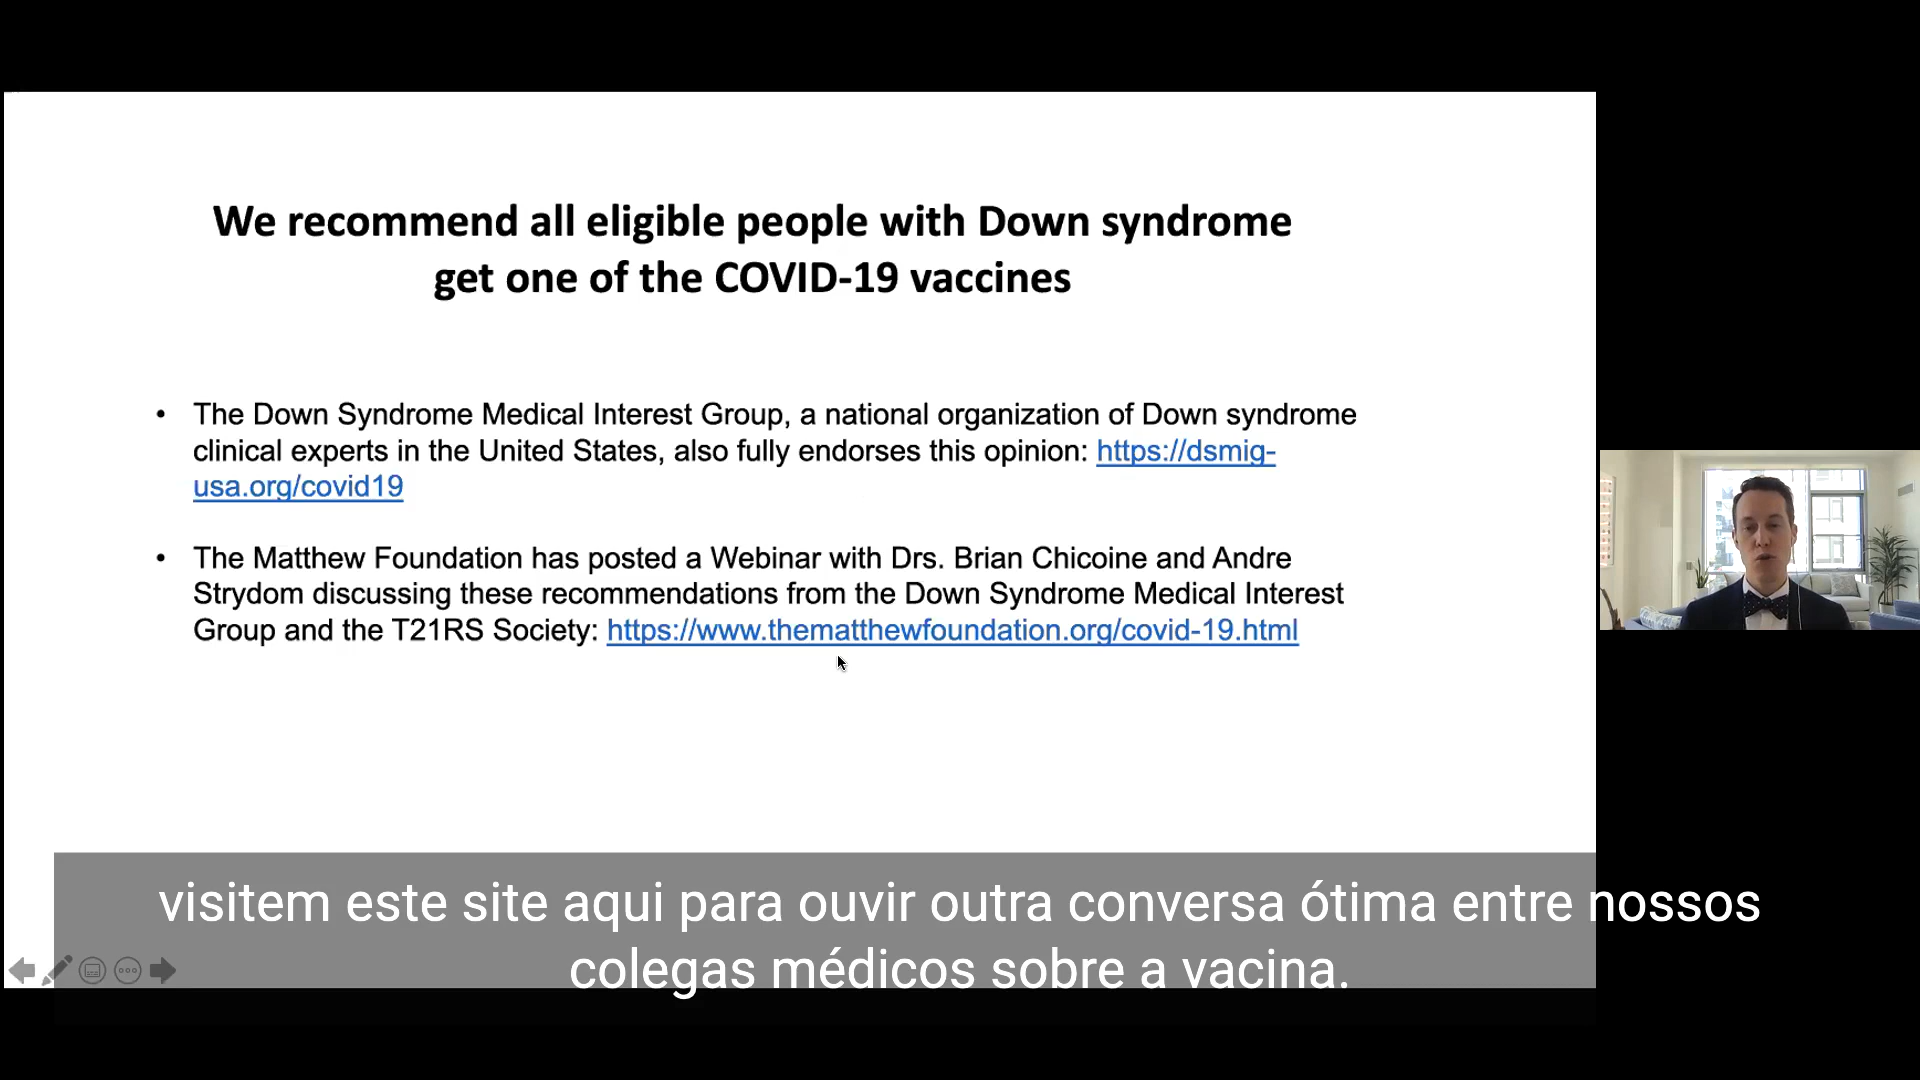 We recommend all eligible people with Down syndrome
get one of the COVID-19 vaccines
• The Down Syndrome Medical Interest Group, a national organization of Down syndrome
clinical experts in the United States, also fully endorses this opinion: https://dsmig-
usa.org/covid19
• The Matthew Foundation has posted a Webinar with Drs. Brian Chicoine and Andre
Strydom discussing these recommendations from the Down Syndrome Medical Interest
Group and the T21RS Society: https://www.thematthewfoundation.org/covid-19.html
visitem este site aqui para ouvir outra conversa ótima entre nossos
colegas médicos sobre a vacina.